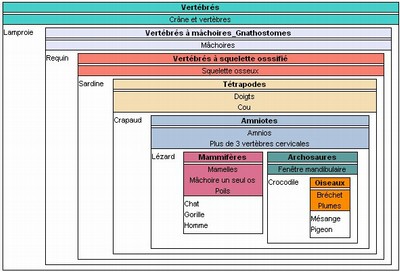 Vertébrés
Crâne et vertèbres
Lamproie
Vertébrés à mâchoires_Gnathostomes
Mâchoires
Requin
Vertébrés à squelette osssifié
Squelette osseux
Sardine
Tétrapodes
Doigts
Cou
Crapaud
Amniotes
Amnios
Plus de 3 vertèbres cervicales
Lézard
Mammifères
Mamelles
Mâchoire un seul os
Poils
Chat
Gorille
Homme
Archosaures
Fenêtre mandibulaire
Crocodile
Oiseaux
Bréchet
Plumes
Mésange
Pigeon